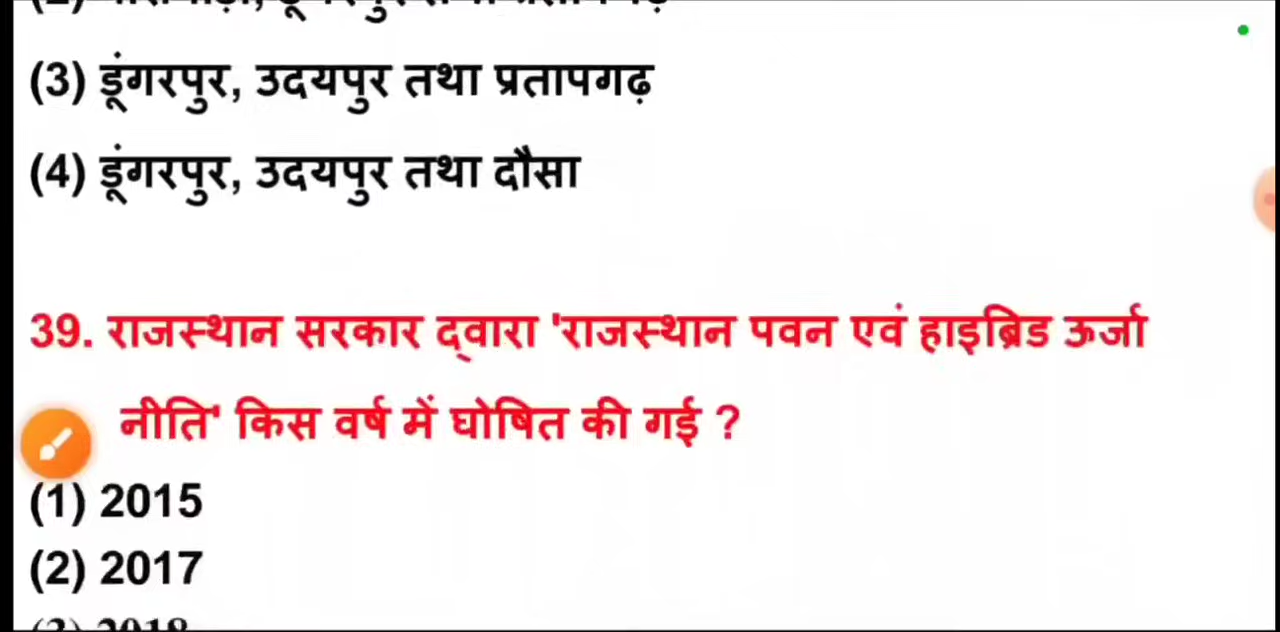 (3) डूंगरपुर, उदयपुर तथा प्रतापगढ़
(4) डूंगरपुर, उदयपुर तथा दौसा
39. राजस्थान सरकार द्वारा 'राजस्थान पवन एवं हाइब्रिड ऊर्जा
नीति' किस वर्ष में घोषित की गई ?
(1) 2015
(2) 2017